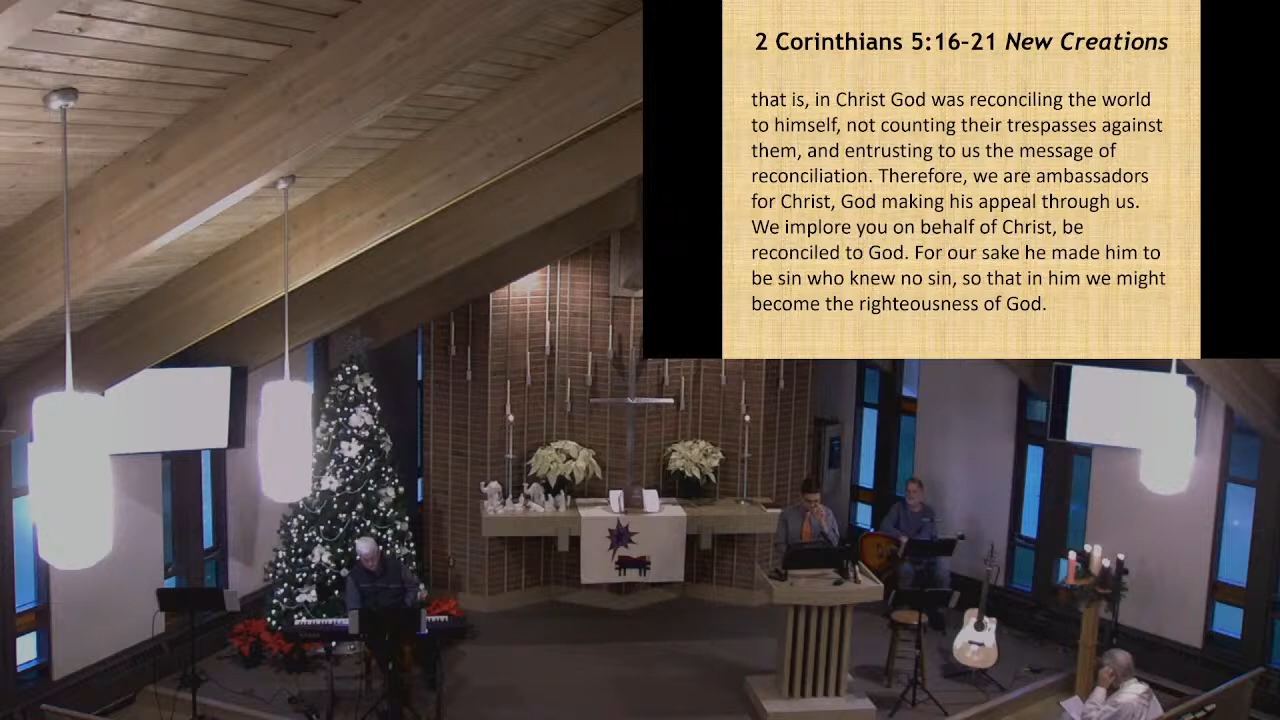 2 Corinthians 5:16–21 New Creations
that is, in Christ God was reconciling the world
to himself, not counting their trespasses against
them, and entrusting to us the message of
reconciliation. Therefore, we are ambassadors
for Christ, God making his appeal through us.
We implore you on behalf of Christ, be
reconciled to God. For our sake he made him to
be sin who knew no sin, so that in him we might
become the righteousness of God.